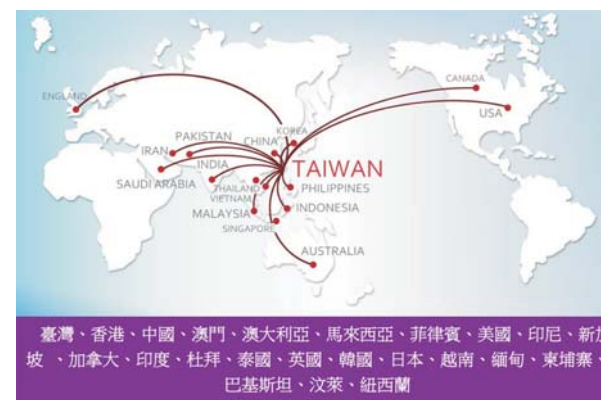 CANADA
ENGLAND
USA
KOREA
PAKISTAN
CHINA
IRAN
INDIA
TAIWAN
SAUDI ARABIA
THAILAND
PHILIPPINES
VIETNAM
MALAYSIA
INDONESIA
SINGAPORE
AUSTRALIA
臺灣、香港、中國、澳門、澳大利亞、馬來西亞、菲律賓、美國、印尼、新加
坡 、加拿大、印度、杜拜、泰國、英國、韓國、日本、越南、緬甸、柬埔寨、
巴基斯坦、汶萊、紐西蘭